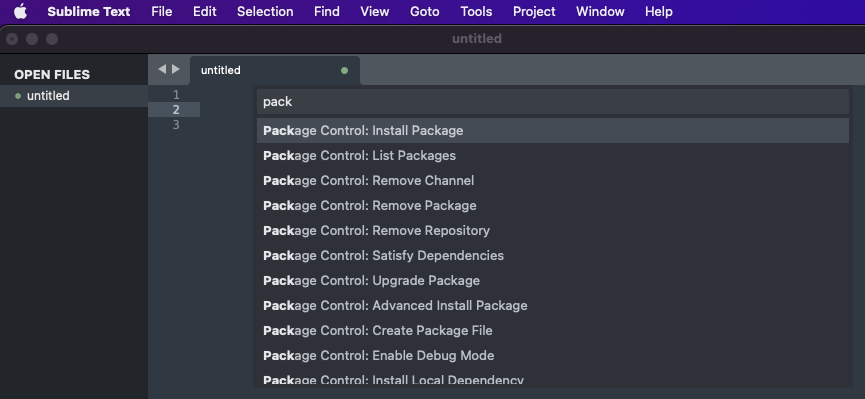 Sublime Text File Edit Selection Find View Goto Tools Project Window Help
untitled
OPEN FILES
untitled
untitled
1
2
3
pack
Package Control: Install Package
Package Control: List Packages
Package Control: Remove Channel
Package Control: Remove Package
Package Control: Remove Repository
Package Control: Satisfy Dependencies
Package Control: Upgrade Package
Package Control: Advanced Install Package
Package Control: Create Package File
Package Control: Enable Debug Mode
Package Control: Install Local Dependency